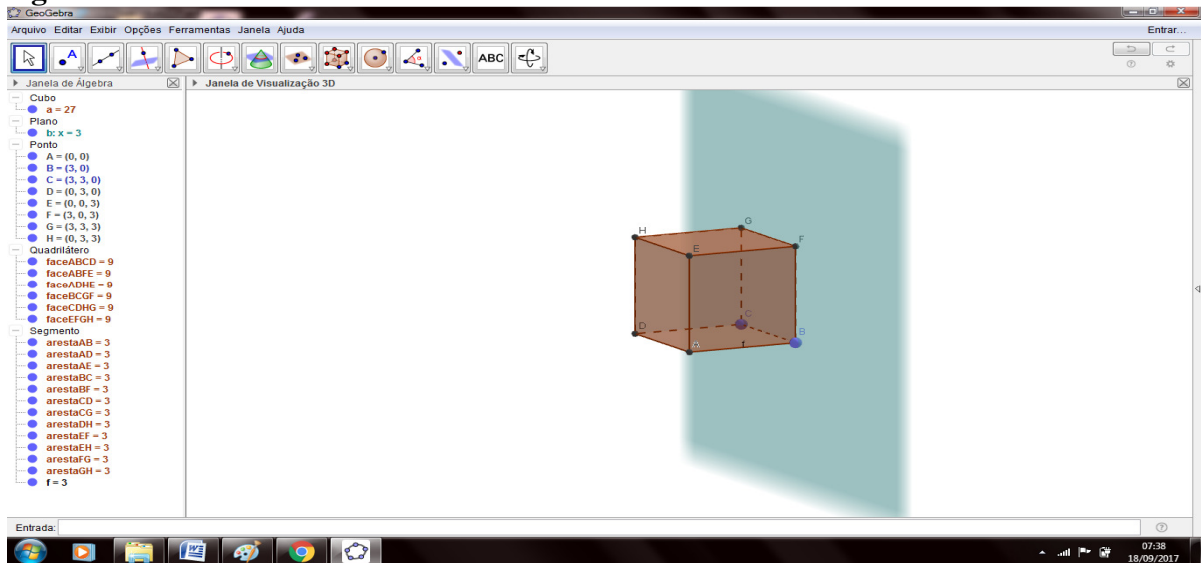 GeoGebra
Arquivo Editar Exibir Opções Ferramentas Janela Ajuda
Entrar...
ABC
Janela de Álgebra
Janela de Visualização 3D
Cubo
a = 27
Plano
b: x = 3
Ponto
A = (0, 0)
B = (3, 0)
C = (3, 3, 0)
D = (0, 3, 0)
E = (0, 0, 3)
F = (3, 0, 3)
G = (3, 3, 3)
H = (0, 3, 3)
Quadrilátero
faceABCD = 9
faceABFE = 9
faceADHE = 9
faceBCGF = 9
faceCDHG = 9
faceEFGH = 9
Segmento
arestaAB = 3
arestaAD = 3
arestaAE = 3
arestaBC = 3
arestaBF = 3
arestaCD = 3
arestaCG = 3
arestaDH = 3
arestaEF = 3
arestaEH = 3
arestaFG = 3
arestaGH = 3
f = 3
G
H
F
E
C
D
B
A
f
Entrada:
07:38
18/09/2017